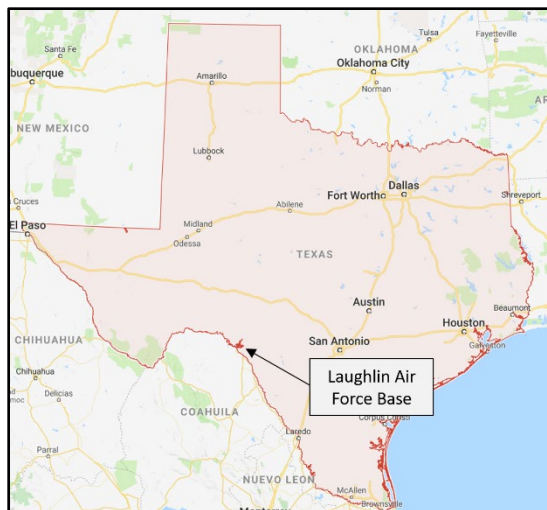 Tulsa
Fayetteville
OKLAHOMA
Santa Fe
Oklahoma City
buquerque
Amarillo
Norman
AR
NEW MEXICO
Lubbock
Dallas
Fort Worth
Shreveport
Cruces
Abilene
El Paso
Midland
Odessa
TEXAS
Austin
Beaumont
Houston
CHIHUAHUA
San Antonio
Galveston
Chihuahua
Laughlin Air
Force Base
Delicias
COAHUILA
Corpus Christi
Laredo
Parral
NUEVO LEON
McAllen
Brownsville